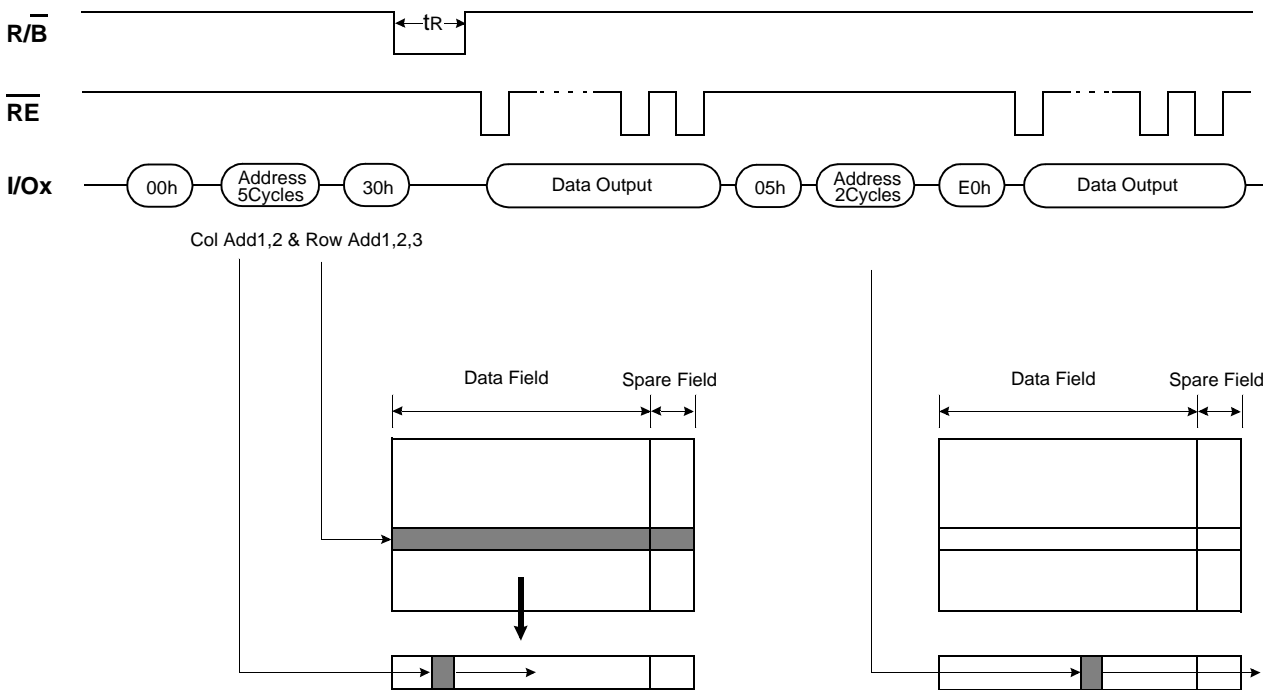 R/B
tR
RE
I/Ox
00h
Address
5Cycles
30h
Data Output
05h
Address
2Cycles
E0h
Data Output
Col Add1,2 & Row Add1,2,3
Data Field
Spare Field
Data Field
Spare Field